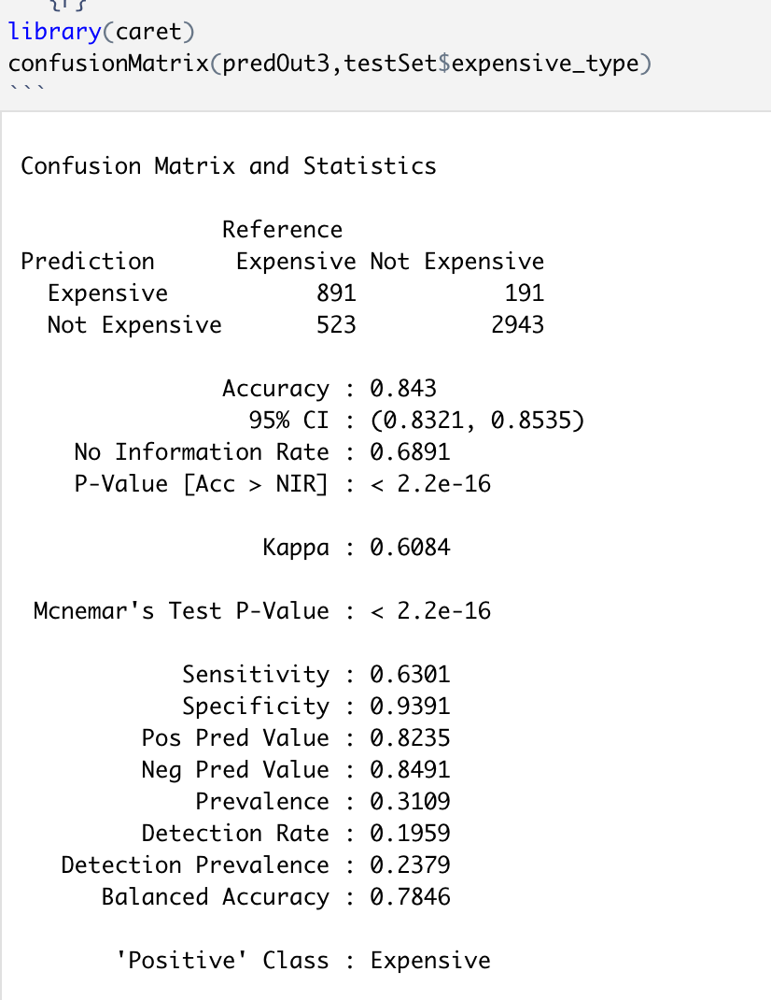 {r}
library(caret)
confusionMatrix(predOut3,testSet$expensive_type)
```
Confusion Matrix and Statistics
Reference
Prediction Expensive Not Expensive
Expensive 891 191
Not Expensive 523 2943
Accuracy : 0.843
95% CI : (0.8321, 0.8535)
No Information Rate : 0.6891
P-Value [Acc > NIR] : < 2.2e-16
Kappa : 0.6084
Mcnemar's Test P-Value : < 2.2e-16
Sensitivity : 0.6301
Specificity : 0.9391
Pos Pred Value : 0.8235
Neg Pred Value : 0.8491
Prevalence : 0.3109
Detection Rate : 0.1959
Detection Prevalence : 0.2379
Balanced Accuracy : 0.7846
'Positive' Class : Expensive